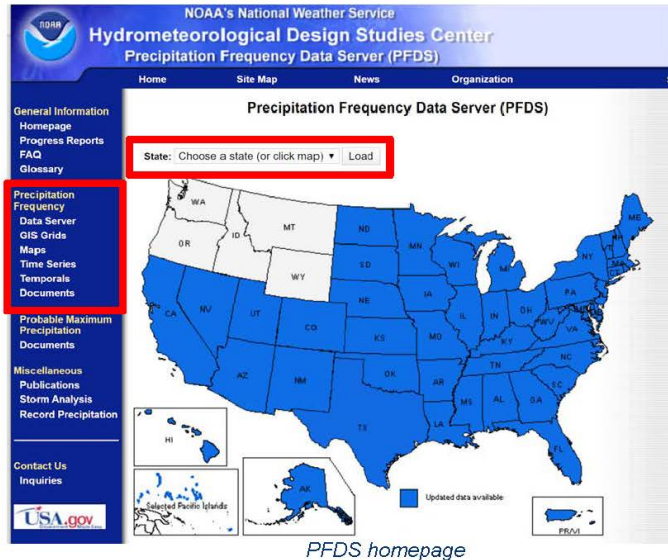 NOAA
NOAA's National Weather Service
Hydrometeorological Design Studies Center
Precipitation Frequency Data Server (PFDS)
Home Site Map News Organization
General Information
Homepage
Progress Reports
FAQ
Glossary
Precipitation
Frequency
Data Server
GIS Grids
Maps
Time Series
Temporals
Documents
Probable Maximum
Precipitation
Documents
Miscellaneous
Publications
Storm Analysis
Record Precipitation
Contact Us
Inquiries
USA.gov
Precipitation Frequency Data Server (PFDS)
State: Choose a state (or click map) Load
WA
MT
ND
ME
OR
ID
MN
SD
WI
MI
NY
WY
IA
PA
NE
NV
UT
IL
IN
OH
CA
CO
WV
VA
KS
MO
KY
NC
TN
OK
AZ
NM
AR
SC
MS
AL
GA
TX
LA
HI
FL
AK
Selected Pacific Islands
Updated data available
PR/VI
PFDS homepage